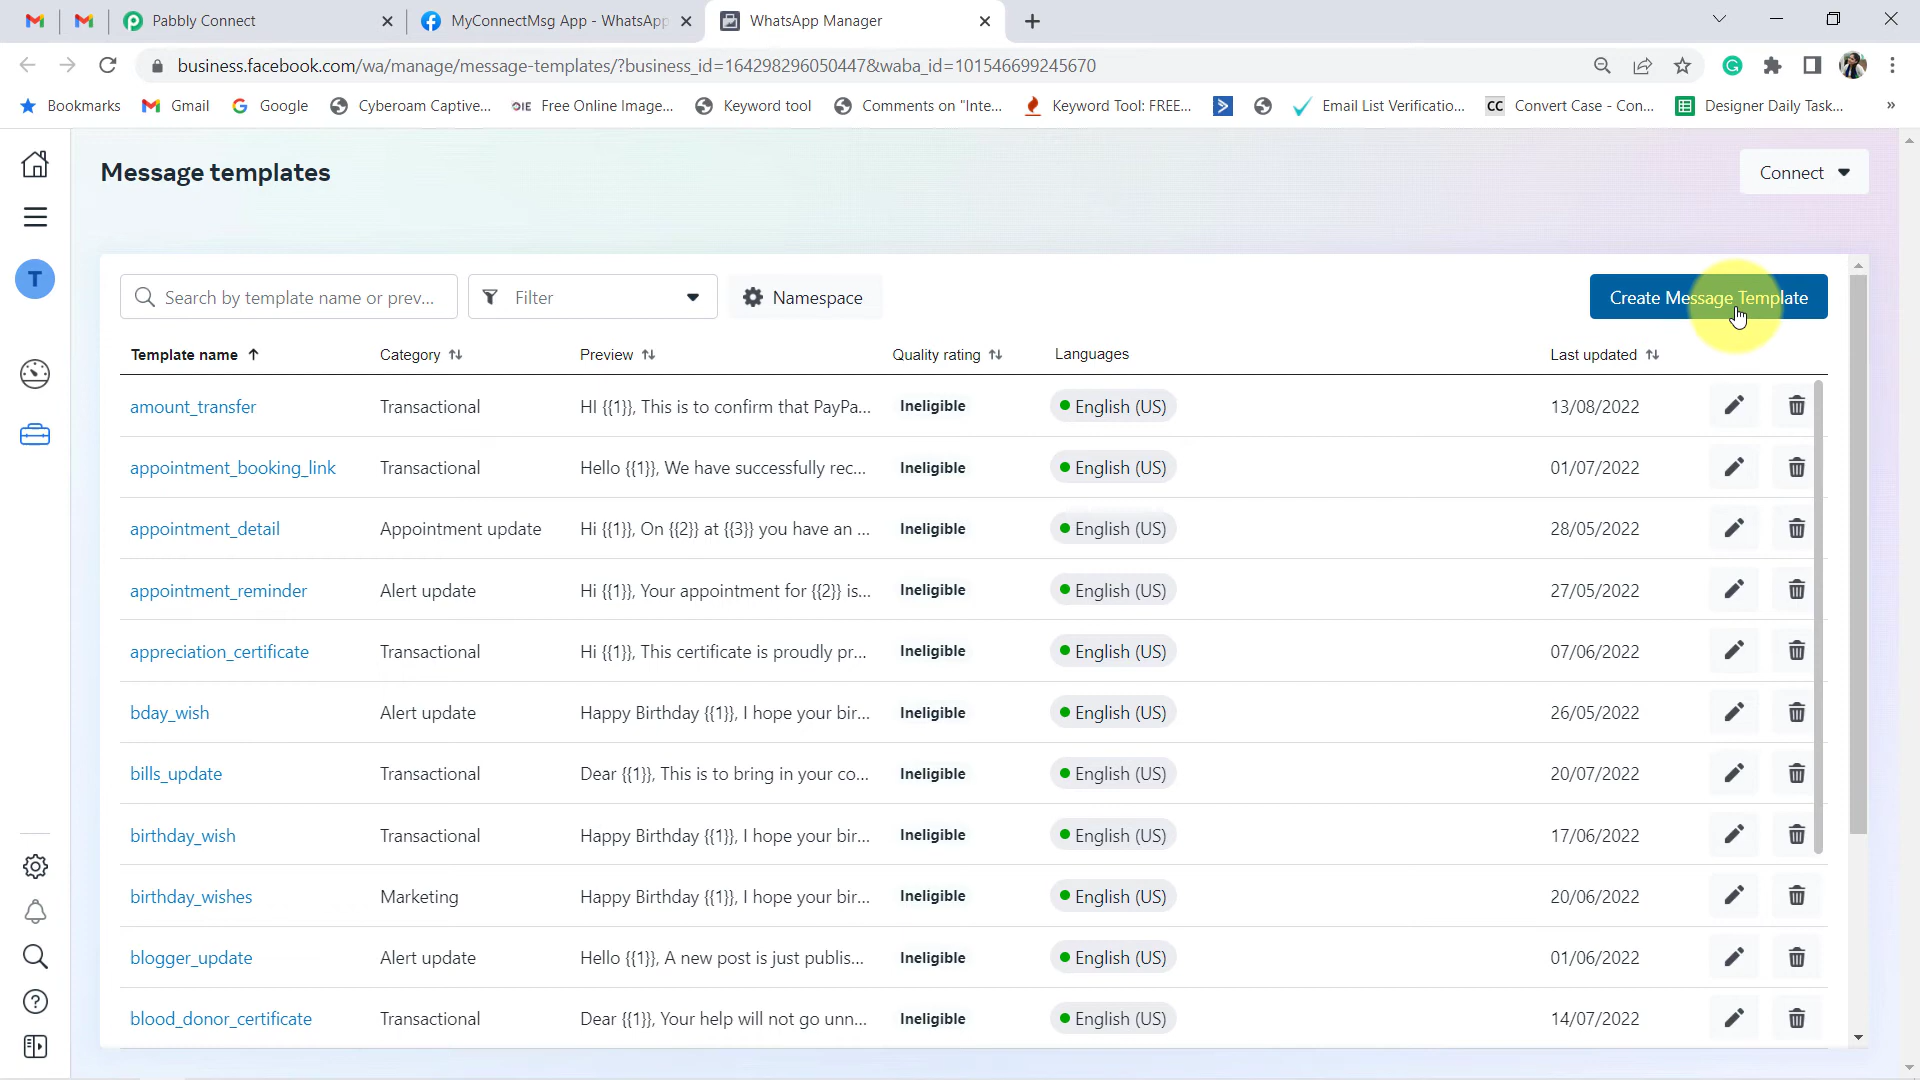 Pabbly Connect
MyConnectMsg App - WhatsApp
WhatsApp Manager
business.facebook.com/wa/manage/message-templates/?business_id=164298296050447&waba_id=101546699245670
Bookmarks
Gmail
Google
Cyberoam Captive...
Free Online Image...
Keyword tool
Comments on "Inte...
Keyword Tool: FREE...
Email List Verificatio...
CC
Convert Case - Con...
Designer Daily Task...
»
Message templates
Connect
T
Search by template name or prev...
Filter
Namespace
Create Message Template
Template name Category Preview Quality rating Languages Last updated
amount_transfer Transactional HI {{1}}, This is to confirm that PayPa... Ineligible English (US) 13/08/2022
appointment_booking_link Transactional Hello {{1}}, We have successfully rec... Ineligible English (US) 01/07/2022
appointment_detail Appointment update Hi {{1}}, On {{2}} at {{3}} you have an ... Ineligible English (US) 28/05/2022
appointment_reminder Alert update Hi {{1}}, Your appointment for {{2}} is... Ineligible English (US) 27/05/2022
appreciation_certificate Transactional Hi {{1}}, This certificate is proudly pr... Ineligible English (US) 07/06/2022
bday_wish Alert update Happy Birthday {{1}}, I hope your bir... Ineligible English (US) 26/05/2022
bills_update Transactional Dear {{1}}, This is to bring in your co... Ineligible English (US) 20/07/2022
birthday_wish Transactional Happy Birthday {{1}}, I hope your bir... Ineligible English (US) 17/06/2022
birthday_wishes Marketing Happy Birthday {{1}}, I hope your bir... Ineligible English (US) 20/06/2022
blogger_update Alert update Hello {{1}}, A new post is just publis... Ineligible English (US) 01/06/2022
blood_donor_certificate Transactional Dear {{1}}, Your help will not go unn... Ineligible English (US) 14/07/2022